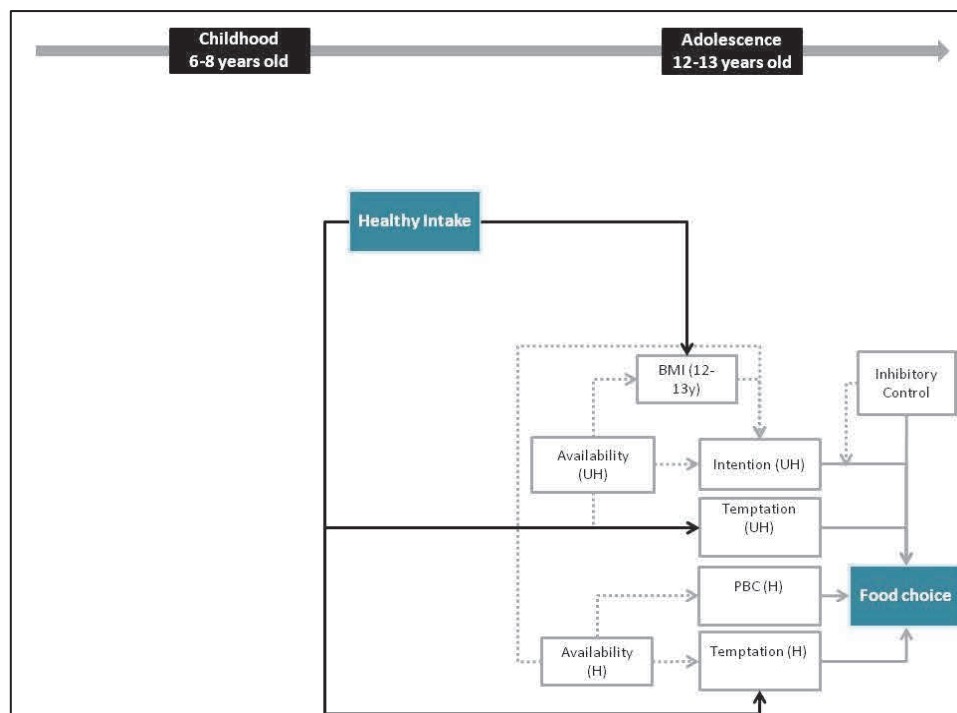 Childhood
6-8 years old
Adolescence
12-13 years old
Healthy Intake
BMI (12-
13y)
Inhibitory
Control
Availability
(UH)
Intention (UH)
Temptation
(UH)
PBC (H)
Food choice
Availability
(H)
Temptation (H)